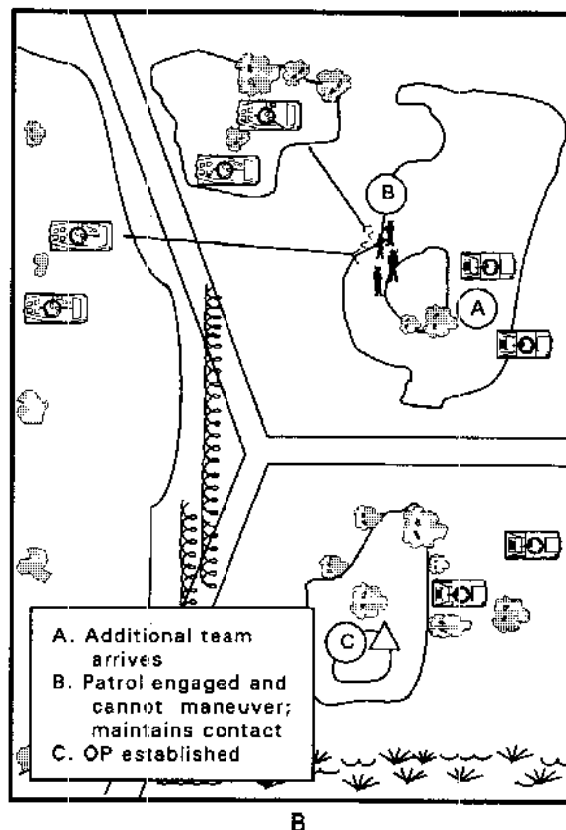 B
A
C
A. Additional team
arrives
B. Patrol engaged and
cannot maneuver;
maintains contact
C. OP established
B